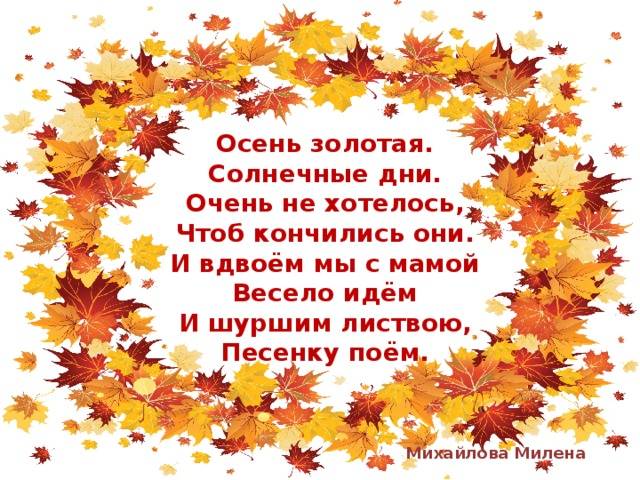 Осень золотая.
Солнечные дни.
Очень не хотелось,
Чтоб кончились они.
И вдвоём мы с мамой
Весело идём
И шуршим листвою,
Песенку поём.
Михайлова Милена